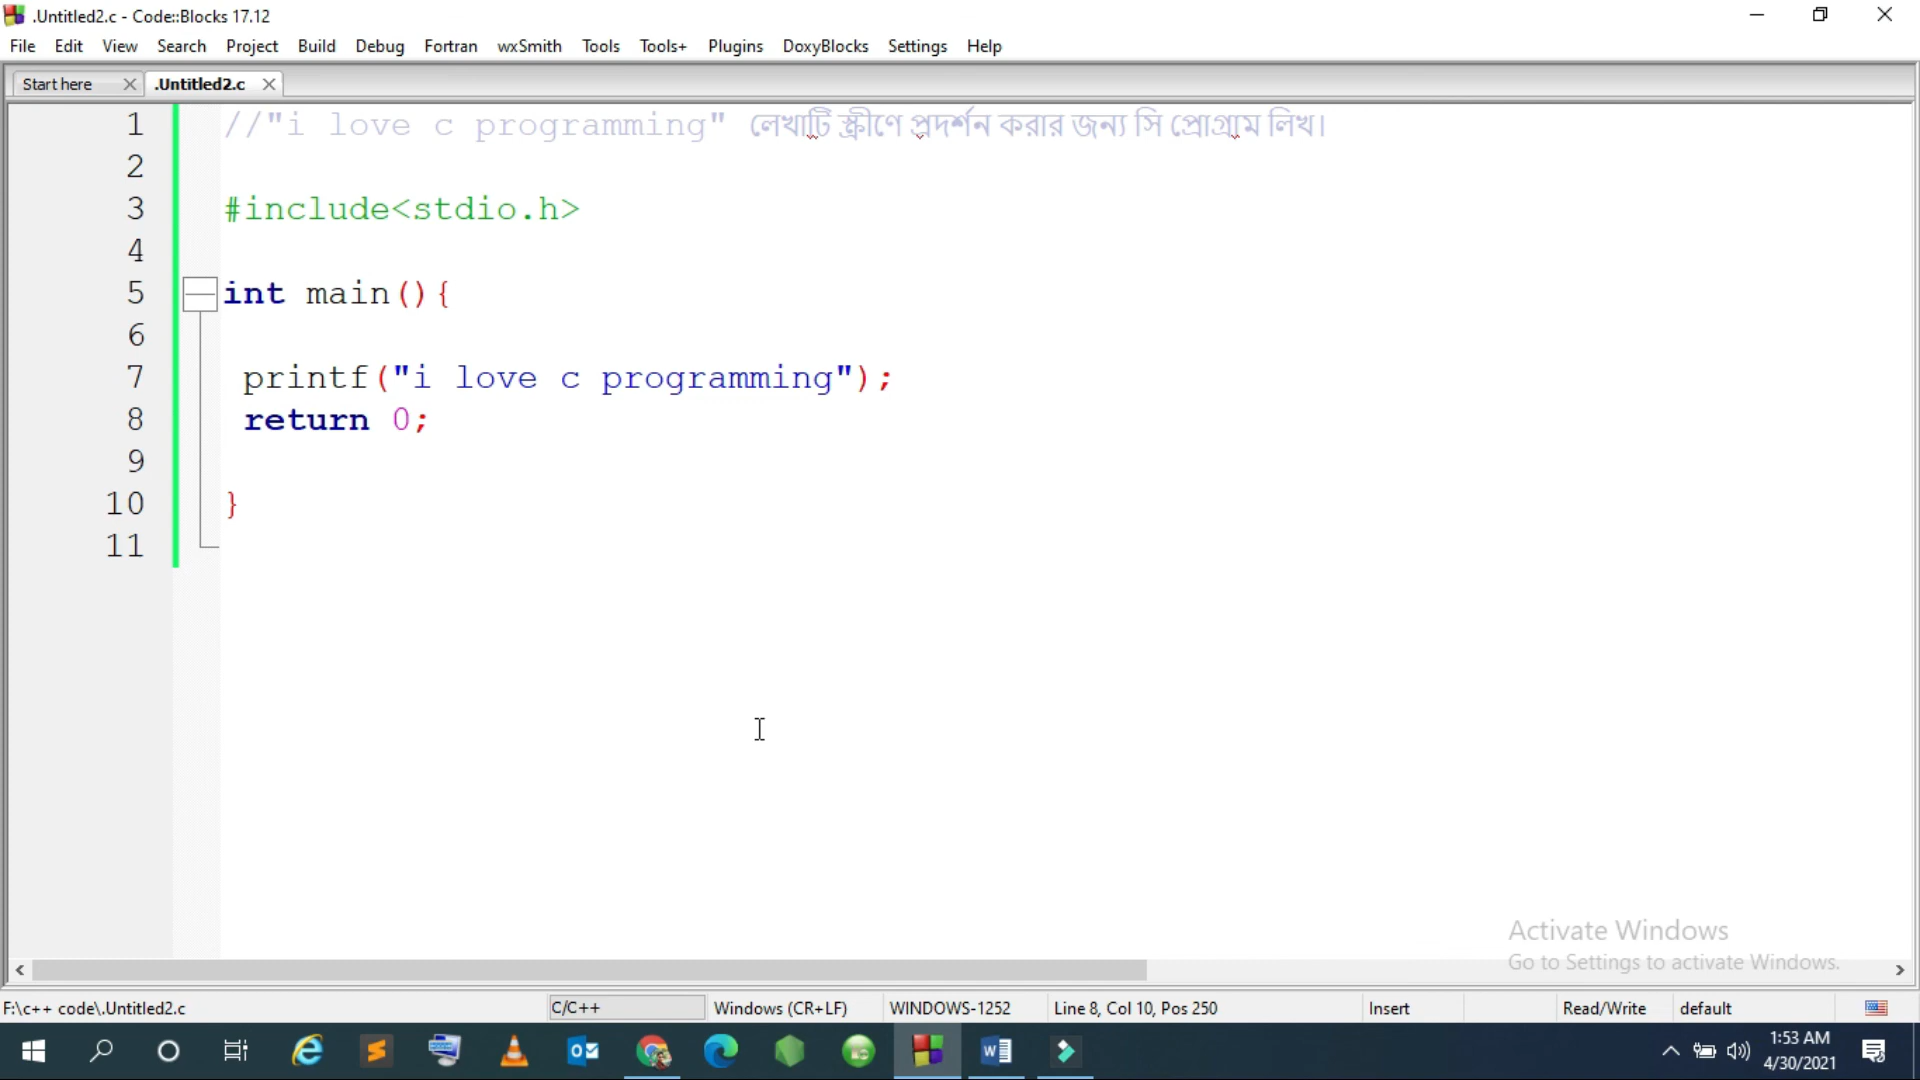 .Untitled2.c - Code::Blocks 17.12
File Edit View Search Project Build Debug Fortran wxSmith Tools Tools+ Plugins DoxyBlocks Settings Help
Start here .Untitled2.c
1 //"i love c programming" লেখাটি স্ক্রীণে প্রদর্শন করার জন্য সি প্রোগ্রাম লিখ।
2
3 #include<stdio.h>
4
5 int main(){
6
7 printf("i love c programming");
8 return 0;
9
10 }
11
Activate Windows
Go to Settings to activate Windows.
F:\c++ code\.Untitled2.c C/C++ Windows (CR+LF) WINDOWS-1252 Line 8, Col 10, Pos 250 Insert Read/Write default
1:53 AM
4/30/2021